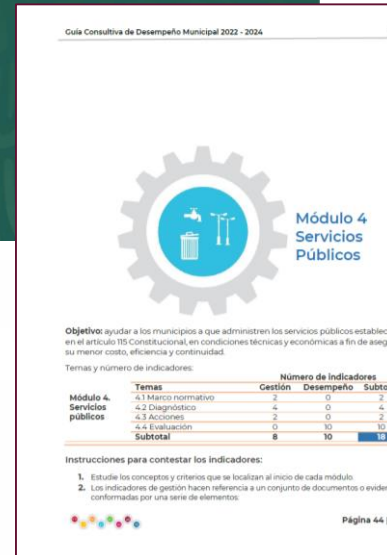 Guía Consultiva de Desempeño Municipal 2022 - 2024
Módulo 4
Servicios
Públicos
Objetivo: ayudar a los municipios a que administren los servicios públicos establec
en el artículo 115 Constitucional, en condiciones técnicas y económicas a fin de aseg
su menor costo, eficiencia y continuidad.
Temas y número de indicadores:
Número de indicadores
Temas Gestión Desempeño Subto
Módulo 4. Servicios públicos
4.1 Marco normativo 2 0 2
4.2 Diagnóstico 4 0 4
4.3 Acciones 2 0 2
4.4 Evaluación 0 10 10
Subtotal 8 10 18
Instrucciones para contestar los indicadores:
1. Estudie los conceptos y criterios que se localizan al inicio de cada módulo.
2. Los indicadores de gestión hacen referencia a un conjunto de documentos o eviden
conformadas por una serie de elementos:
Página 44 |